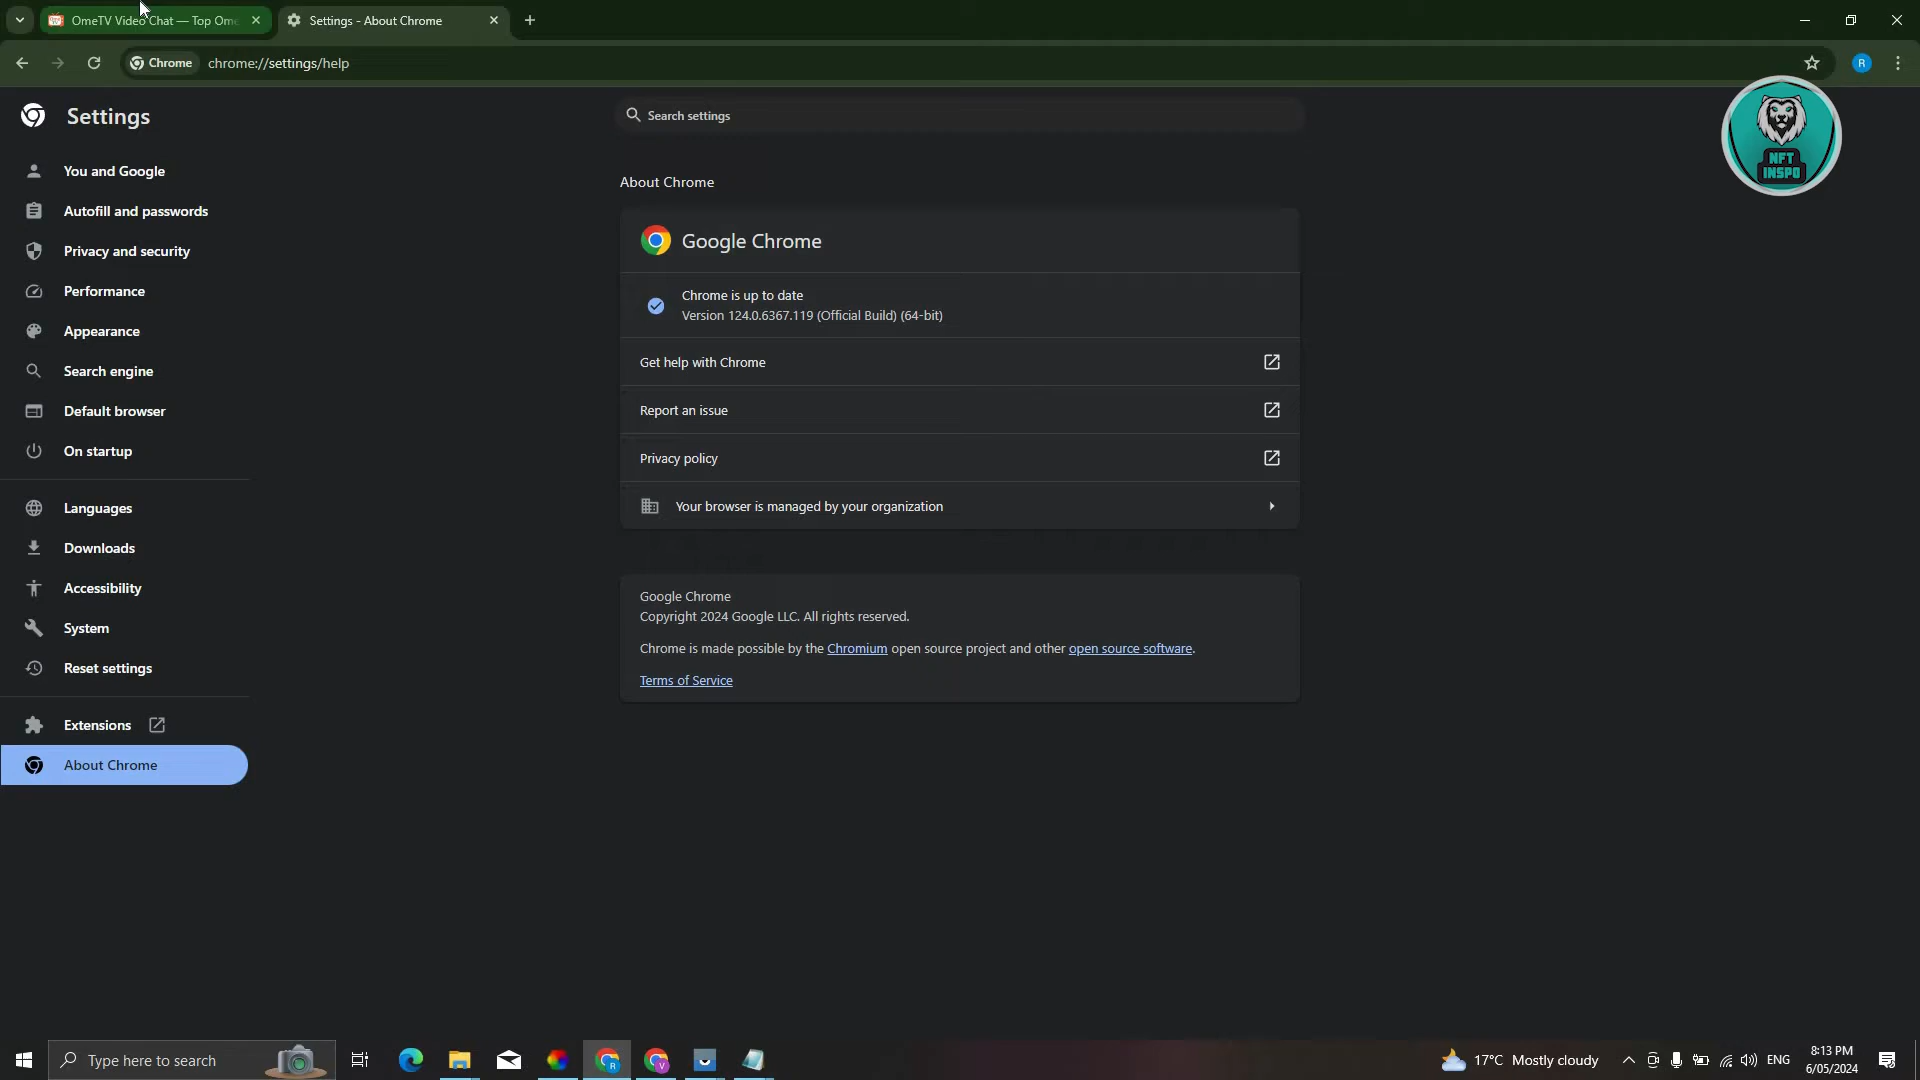 OmeTV Video Chat — Top Ome
Settings - About Chrome
Chrome
chrome://settings/help
R
Settings
Search settings
NFT
INSPO
You and Google
Autofill and passwords
Privacy and security
Performance
Appearance
Search engine
Default browser
On startup
Languages
Downloads
Accessibility
System
Reset settings
Extensions
About Chrome
About Chrome
Google Chrome
Chrome is up to date
Version 124.0.6367.119 (Official Build) (64-bit)
Get help with Chrome
Report an issue
Privacy policy
Your browser is managed by your organization
Google Chrome
Copyright 2024 Google LLC. All rights reserved.
Chrome is made possible by the Chromium open source project and other open source software.
Terms of Service
Type here to search
R
V
17°C Mostly cloudy
ENG
8:13 PM
6/05/2024